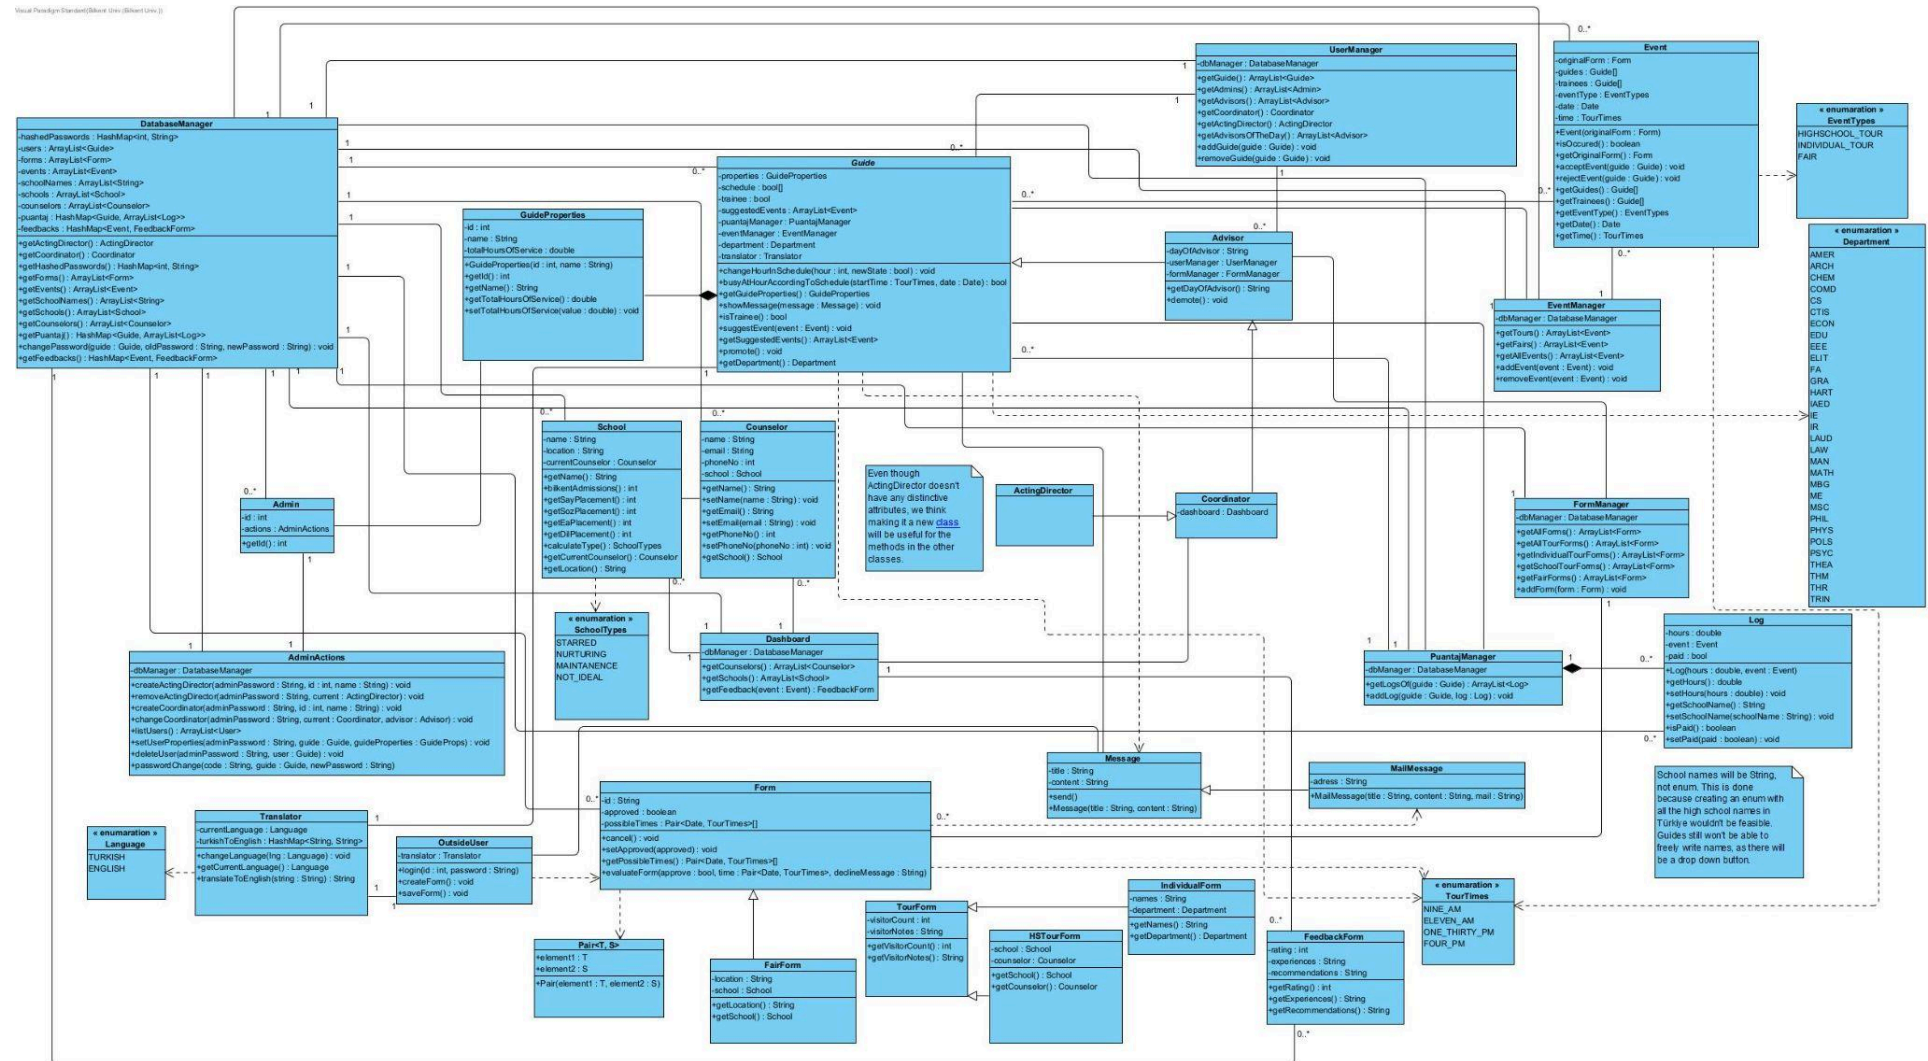 Visual Paradigm Standard(Bilkent Univ.(Bilkent Univ.))
DatabaseManager
-hashedPasswords : HashMap<int, String>
-users : ArrayList<Guide>
-forms : ArrayList<Form>
-events : ArrayList<Event>
-schoolNames : ArrayList<String>
-schools : ArrayList<School>
-counselors : ArrayList<Counselor>
-puantaj : HashMap<Guide, ArrayList<Log>>
-feedbacks : HashMap<Event, FeedbackForm>
+getActingDirector() : ActingDirector
+getCoordinator() : Coordinator
+getHashedPasswords() : HashMap<int, String>
+getForms() : ArrayList<Form>
+getEvents() : ArrayList<Event>
+getSchoolNames() : ArrayList<String>
+getSchools() : ArrayList<School>
+getCounselors() : ArrayList<Counselor>
+getPuantaj() : HashMap<Guide, ArrayList<Log>>
+changePassword(guide : Guide, oldPassword : String, newPassword : String) : void
+getFeedbacks() : HashMap<Event, FeedbackForm>
GuideProperties
-id : int
-name : String
-totalHoursOfService : double
+GuideProperties(id : int, name : String)
+getId() : int
+getName() : String
+getTotalHoursOfService() : double
+setTotalHoursOfService(value : double) : void
Guide
-properties : GuideProperties
-schedule : bool[]
-trainee : bool
-suggestedEvents : ArrayList<Event>
-puantajManager : PuantajManager
-eventManager : EventManager
-department : Department
-translator : Translator
+changeHourInSchedule(hour : int, newState : bool) : void
+busyAtHourAccordingToSchedule(startTime : TourTimes, date : Date) : bool
+getGuideProperties() : GuideProperties
+showMessage(message : Message) : void
+isTrainee() : bool
+suggestEvent(event : Event) : void
+getSuggestedEvents() : ArrayList<Event>
+promote() : void
+getDepartment() : Department
UserManager
-dbManager : DatabaseManager
+getGuide() : ArrayList<Guide>
+getAdmins() : ArrayList<Admin>
+getAdvisors() : ArrayList<Advisor>
+getCoordinator() : Coordinator
+getActingDirector() : ActingDirector
+getAdvisorsOfTheDay() : ArrayList<Advisor>
+addGuide(guide : Guide) : void
+removeGuide(guide : Guide) : void
Event
-originalForm : Form
-guides : Guide[]
-trainees : Guide[]
-eventType : EventTypes
-date : Date
-time : TourTimes
+Event(originalForm : Form)
+isOccured() : boolean
+getOriginalForm() : Form
+acceptEvent(guide : Guide) : void
+rejectEvent(guide : Guide) : void
+getGuides() : Guide[]
+getTrainees() : Guide[]
+getEventType() : EventTypes
+getDate() : Date
+getTime() : TourTimes
« enumaration »
EventTypes
HIGHSCHOOL_TOUR
INDIVIDUAL_TOUR
FAIR
« enumaration »
Department
AMER
ARCH
CHEM
COMD
CS
CTIS
ECON
EDU
EEE
ELIT
FA
GRA
HART
IAED
IE
IR
LAUD
LAW
MAN
MATH
MBG
ME
MSC
PHIL
PHYS
POLS
PSYC
THEA
THM
THR
TRIN
Advisor
-dayOfAdvisor : String
-userManager : UserManager
-formManager : FormManager
+getDayOfAdvisor() : String
+demote() : void
EventManager
-dbManager : DatabaseManager
+getTours() : ArrayList<Event>
+getFairs() : ArrayList<Event>
+getAllEvents() : ArrayList<Event>
+addEvent(event : Event) : void
+removeEvent(event : Event) : void
School
-name : String
-location : String
-currentCounselor : Counselor
+getName() : String
+bilkentAdmissions() : int
+getSayPlacement() : int
+getSozPlacement() : int
+getEaPlacement() : int
+getDilPlacement() : int
+calculateType() : SchoolTypes
+getCurrentCounselor() : Counselor
+getLocation() : String
Counselor
-name : String
-email : String
-phoneNo : int
-school : School
+getName() : String
+setName(name : String) : void
+getEmail() : String
+setEmail(email : String) : void
+getPhoneNo() : int
+setPhoneNo(phoneNo : int) : void
+getSchool() : School
Even though
ActingDirector doesn't
have any distinctive
attributes, we think
making it a new class
will be useful for the
methods in the other
classes.
ActingDirector
Coordinator
-dashboard : Dashboard
Admin
-id : int
-actions : AdminActions
+getId() : int
FormManager
-dbManager : DatabaseManager
+getAllForms() : ArrayList<Form>
+getAllTourForms() : ArrayList<Form>
+getIndividualTourForms() : ArrayList<Form>
+getSchoolTourForms() : ArrayList<Form>
+getFairForms() : ArrayList<Form>
+addForm(form : Form) : void
« enumaration »
SchoolTypes
STARRED
NURTURING
MAINTANENCE
NOT_IDEAL
Dashboard
-dbManager : DatabaseManager
+getCounselors() : ArrayList<Counselor>
+getSchools() : ArrayList<School>
+getFeedback(event : Event) : FeedbackForm
AdminActions
-dbManager : DatabaseManager
+createActingDirector(adminPassword : String, id : int, name : String) : void
+removeActingDirector(adminPassword : String, current : ActingDirector) : void
+createCoordinator(adminPassword : String, id : int, name : String) : void
+changeCoordinator(adminPassword : String, current : Coordinator, advisor : Advisor) : void
+listUsers() : ArrayList<User>
+setUserProperties(adminPassword : String, guide : Guide, guideProperties : GuideProps) : void
+deleteUser(adminPassword : String, user : Guide) : void
+passwordChange(code : String, guide : Guide, newPassword : String)
PuantajManager
-dbManager : DatabaseManager
+getLogsOf(guide : Guide) : ArrayList<Log>
+addLog(guide : Guide, log : Log) : void
Log
-hours : double
-event : Event
-paid : bool
+Log(hours : double, event : Event)
+getHours() : double
+setHours(hours : double) : void
+getSchoolName() : String
+setSchoolName(schoolName : String) : void
+isPaid() : boolean
+setPaid(paid : boolean) : void
Message
-title : String
-content : String
+send()
+Message(title : String, content : String)
MailMessage
-adress : String
+MailMessage(title : String, content : String, mail : String)
School names will be String,
not enum. This is done
because creating an enum with
all the high school names in
Türkiye wouldn't be feasible.
Guides still won't be able to
freely write names, as there will
be a drop down button.
Form
-id : String
-approved : boolean
-possibleTimes : Pair<Date, TourTimes>[]
+cancel() : void
+setApproved(approved) : void
+getPossibleTimes() : Pair<Date, TourTimes>[]
+evaluateForm(approve : bool, time : Pair<Date, TourTimes>, declineMessage : String)
« enumaration »
Language
TURKISH
ENGLISH
Translator
-currentLanguage : Language
-turkishToEnglish : HashMap<String, String>
+changeLanguage(lng : Language) : void
+getCurrentLanguage() : Language
+translateToEnglish(string : String) : String
OutsideUser
-translator : Translator
+login(id : int, password : String)
+createForm() : void
+saveForm() : void
Pair<T, S>
+element1 : T
+element2 : S
+Pair(element1 : T, element2 : S)
FairForm
-location : String
-school : School
+getLocation() : String
+getSchool() : School
TourForm
-visitorCount : int
-visitorNotes : String
+getVisitorCount() : int
+getVisitorNotes() : String
HSTourForm
-school : School
-counselor : Counselor
+getSchool() : School
+getCounselor() : Counselor
IndividualForm
-names : String
-department : Department
+getNames() : String
+getDepartment() : Department
FeedbackForm
-rating : int
-experiences : String
-recommendations : String
+getRating() : int
+getExperiences() : String
+getRecommendations() : String
« enumaration »
TourTimes
NINE_AM
ELEVEN_AM
ONE_THIRTY_PM
FOUR_PM